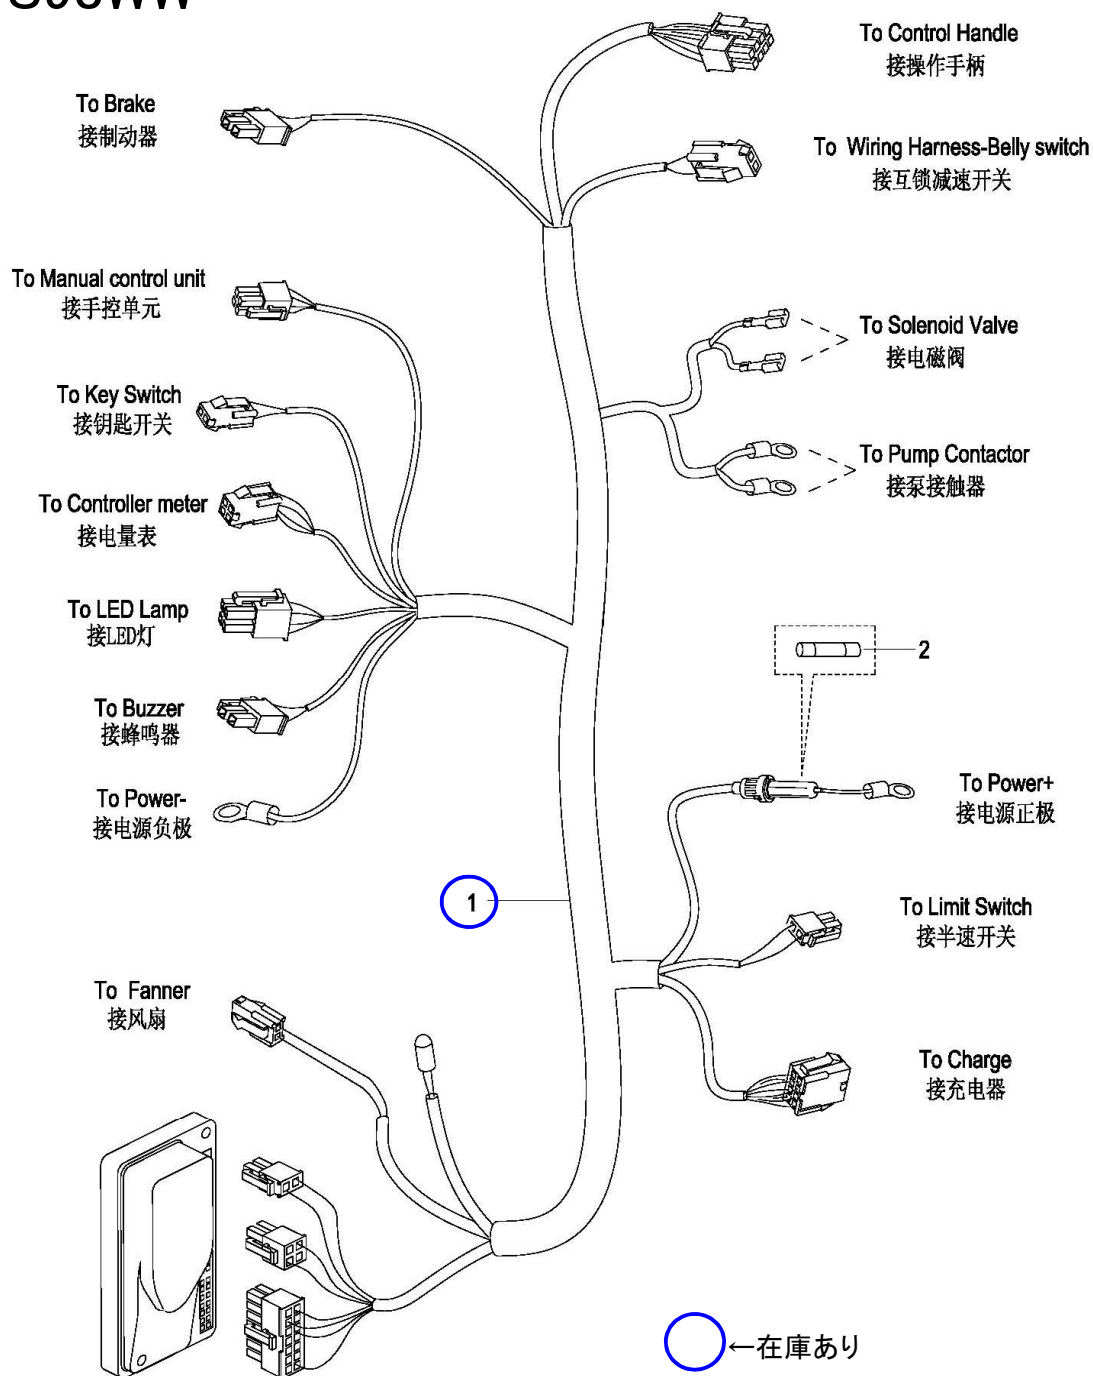 To Control Handle
接操作手柄
To Brake
接制动器
To Wiring Harness-Belly switch
接互锁减速开关
To Manual control unit
接手控单元
To Solenoid Valve
接电磁阀
To Key Switch
接钥匙开关
To Pump Contactor
接泵接触器
To Controller meter
接电量表
To LED Lamp
接LED灯
2
To Buzzer
接蜂鸣器
To Power-
接电源负极
To Power+
接电源正极
1
To Limit Switch
接半速开关
To Fanner
接风扇
To Charge
接充电器
←在庫あり